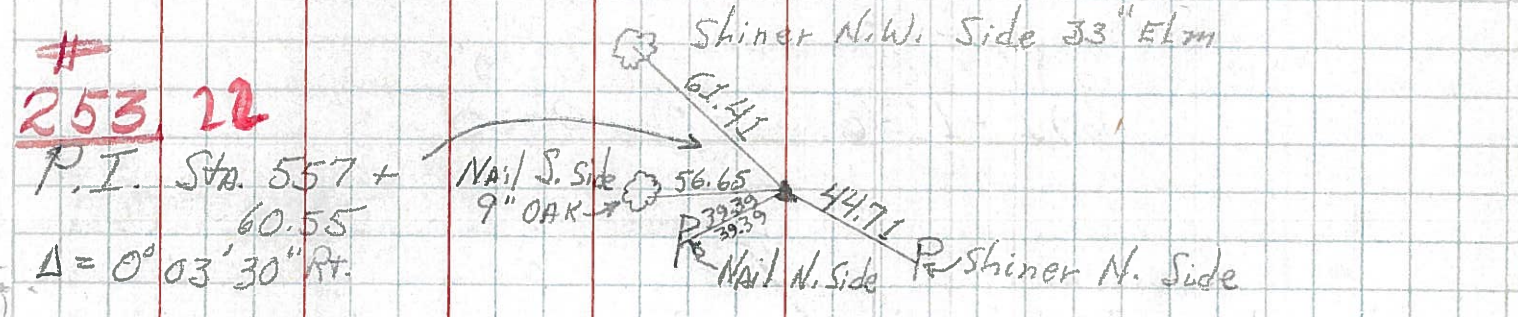 #
253 22
P.I. Sta. 557+
60.55
Δ = 0° 03' 30" Rt.
Shiner N.W. Side 33" Elm
61.41
Nail S. Side
9" OAK
56.65
39.39
39.39
Nail N. Side
44.71
Shiner N. Side